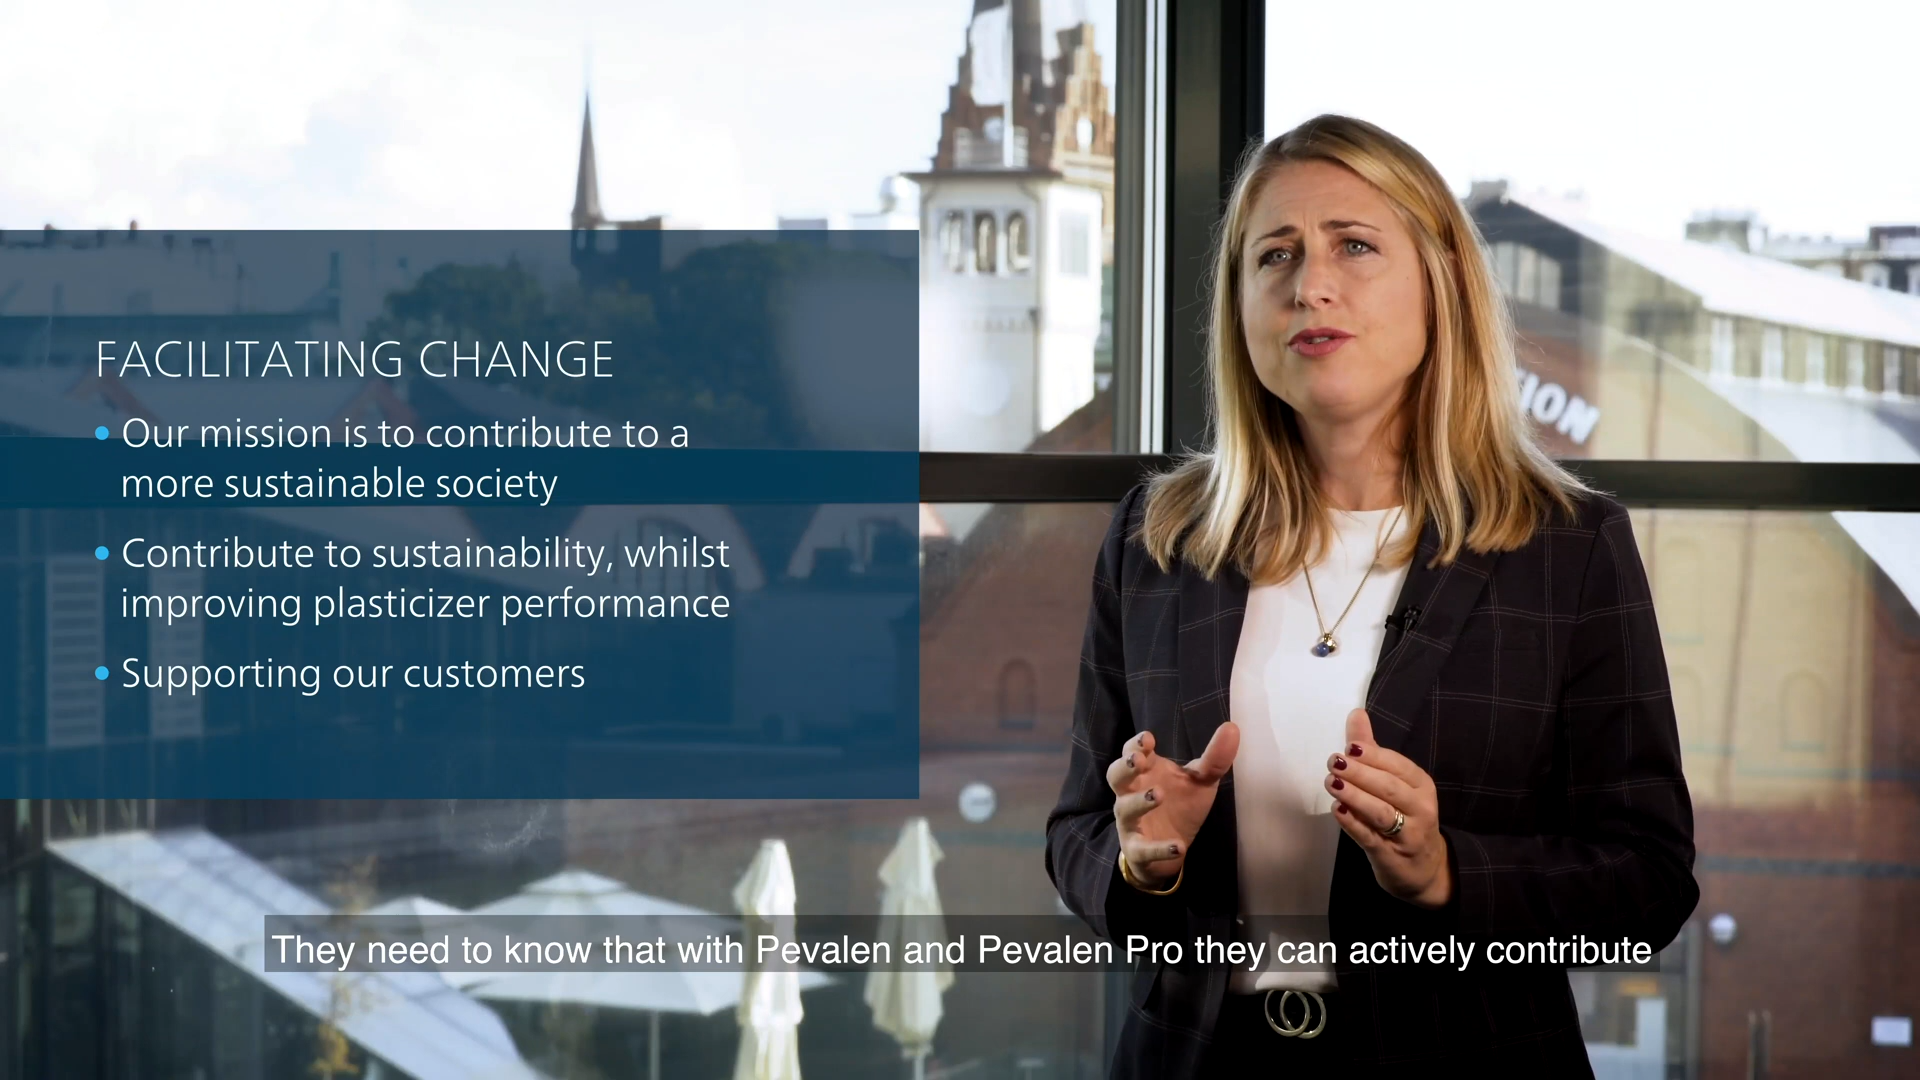 FACILITATING CHANGE
• Our mission is to contribute to a
more sustainable society
• Contribute to sustainability, whilst
improving plasticizer performance
• Supporting our customers
ION
They need to know that with Pevalen and Pevalen Pro they can actively contribute